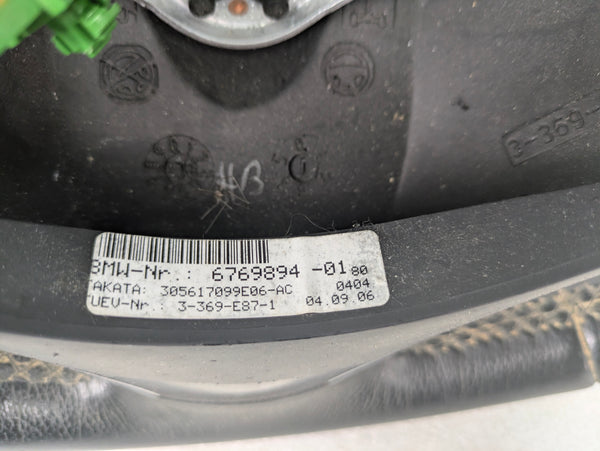 3-369-
HB
BMW-Nr.: 6769894 -01 80
AKATA: 305617099E06-AC 0404
UEV-Nr.: 3-369-E87-1 04.09.06